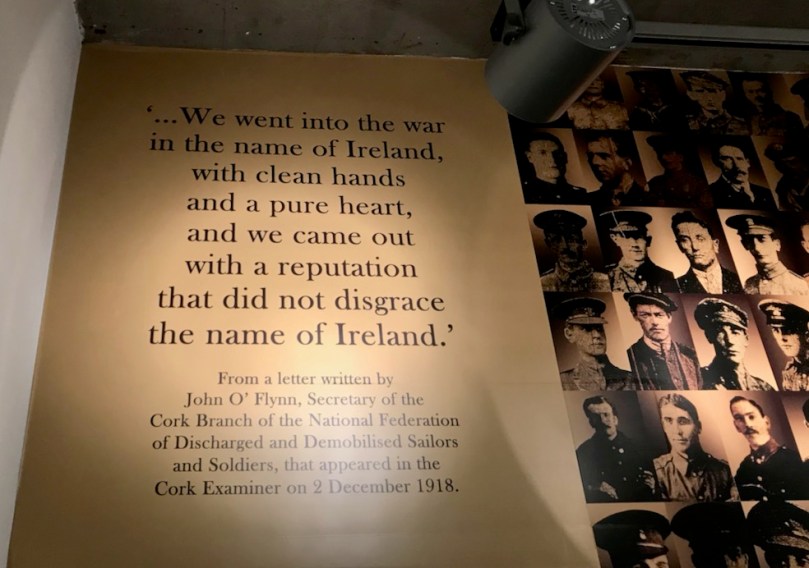 ‘...We went into the war
in the name of Ireland,
with clean hands
and a pure heart,
and we came out
with a reputation
that did not disgrace
the name of Ireland.’
From a letter written by
John O’ Flynn, Secretary of the
Cork Branch of the National Federation
of Discharged and Demobilised Sailors
and Soldiers, that appeared in the
Cork Examiner on 2 December 1918.